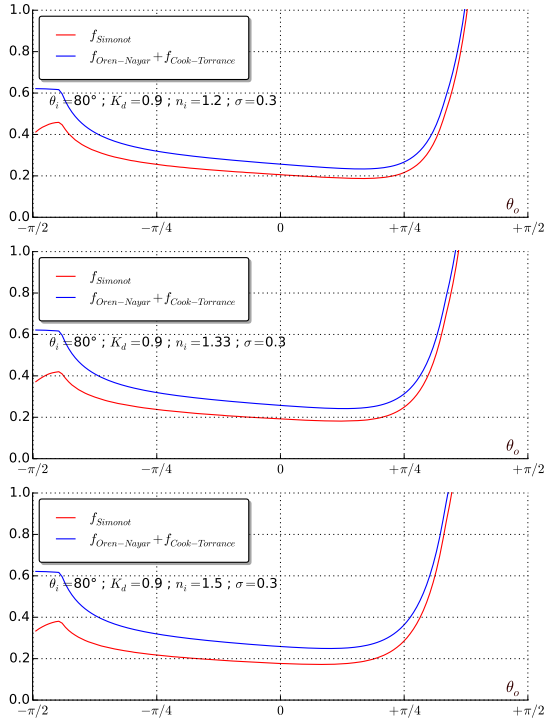 1.0
f_Simonot
0.8
f_Oren−Nayar + f_Cook−Torrance
0.6
θ_i = 80° ; K_d = 0.9 ; n_i = 1.2 ; σ = 0.3
0.4
0.2
θ_o
0.0
−π/2 −π/4 0 +π/4 +π/2
1.0
f_Simonot
0.8
f_Oren−Nayar + f_Cook−Torrance
0.6
θ_i = 80° ; K_d = 0.9 ; n_i = 1.33 ; σ = 0.3
0.4
0.2
θ_o
0.0
−π/2 −π/4 0 +π/4 +π/2
1.0
f_Simonot
0.8
f_Oren−Nayar + f_Cook−Torrance
0.6
θ_i = 80° ; K_d = 0.9 ; n_i = 1.5 ; σ = 0.3
0.4
0.2
θ_o
0.0
−π/2 −π/4 0 +π/4 +π/2